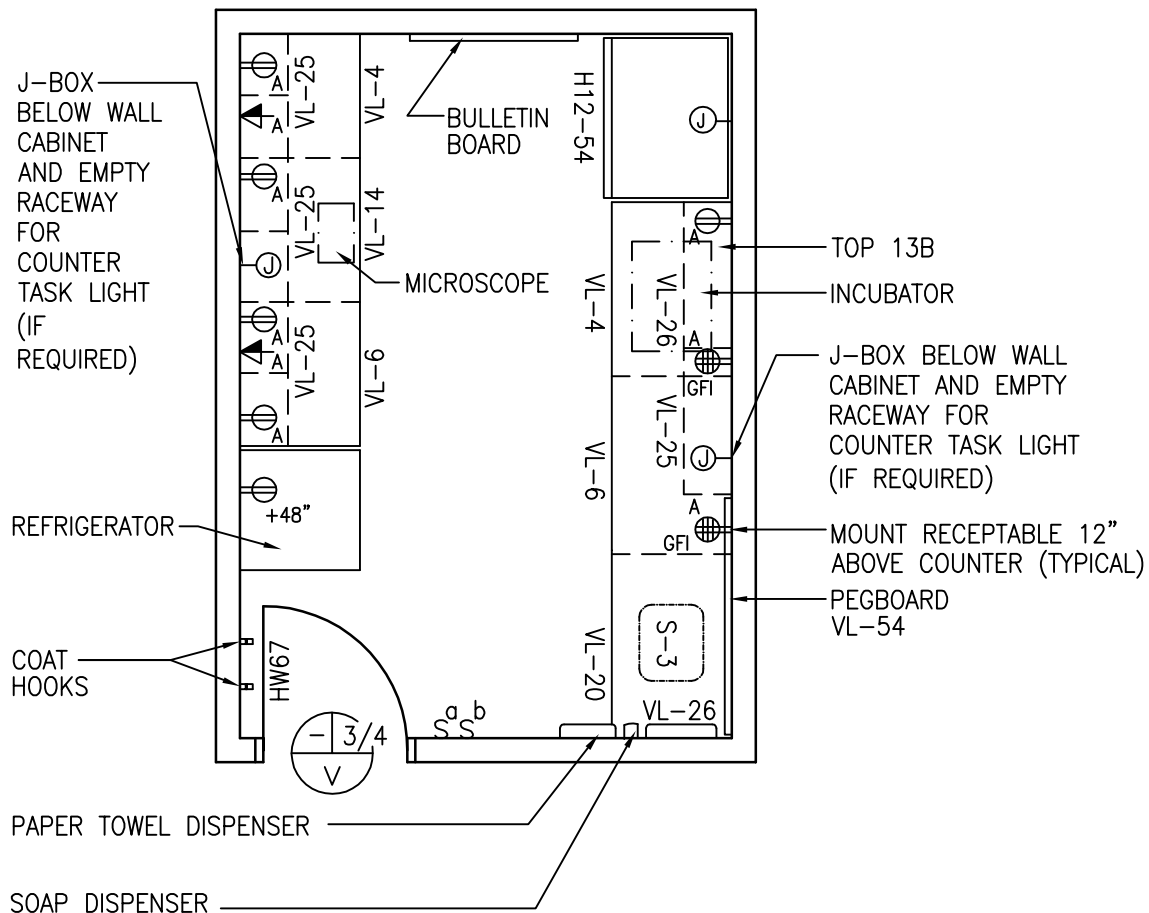 J-BOX
BELOW WALL
CABINET
AND EMPTY
RACEWAY
FOR
COUNTER
TASK LIGHT
(IF
REQUIRED)
REFRIGERATOR
COAT
HOOKS
PAPER TOWEL DISPENSER
SOAP DISPENSER
A
A
A
J
A
A
A
+48"
VL-25
VL-25
VL-25
VL-4
VL-14
VL-6
HW67
- 3/4
V
a b
SS
BULLETIN
BOARD
MICROSCOPE
H12-54
J
A
VL-26
A
GFI
VL-4
VL-25
J
VL-6
A
GFI
S-3
VL-20
VL-26
TOP 13B
INCUBATOR
J-BOX BELOW WALL
CABINET AND EMPTY
RACEWAY FOR
COUNTER TASK LIGHT
(IF REQUIRED)
MOUNT RECEPTABLE 12"
ABOVE COUNTER (TYPICAL)
PEGBOARD
VL-54